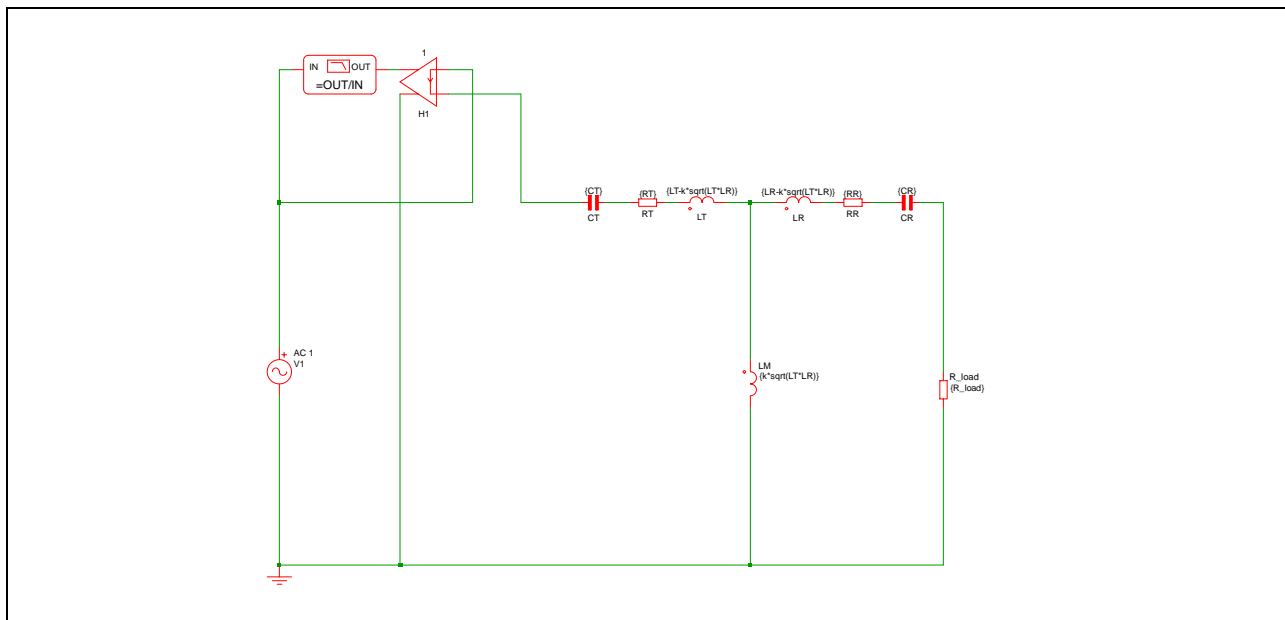 1
IN OUT
=OUT/IN
H1
{CT}
CT
{RT}
RT
{LT-k*sqrt(LT*LR)}
LT
{LR-k*sqrt(LT*LR)}
LR
{RR}
RR
{CR}
CR
AC 1
V1
LM
{k*sqrt(LT*LR)}
R_load
{R_load}